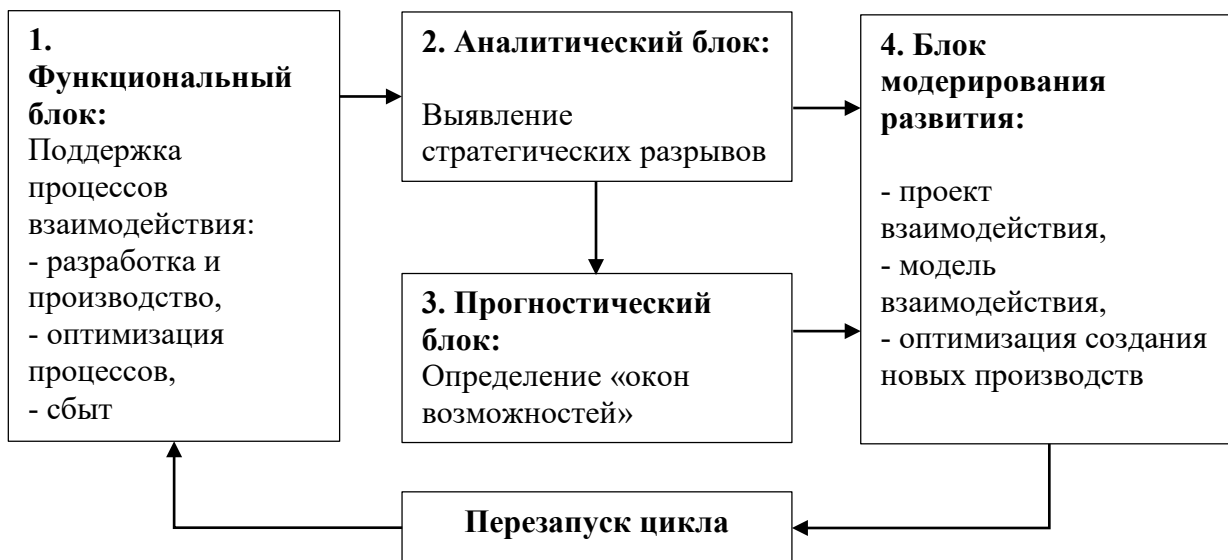 1.
Функциональный
блок:
Поддержка
процессов
взаимодействия:
- разработка и
производство,
- оптимизация
процессов,
- сбыт
2. Аналитический блок:
Выявление
стратегических разрывов
3. Прогностический
блок:
Определение «окон
возможностей»
4. Блок
модерирования
развития:
- проект
взаимодействия,
- модель
взаимодействия,
- оптимизация создания
новых производств
Перезапуск цикла